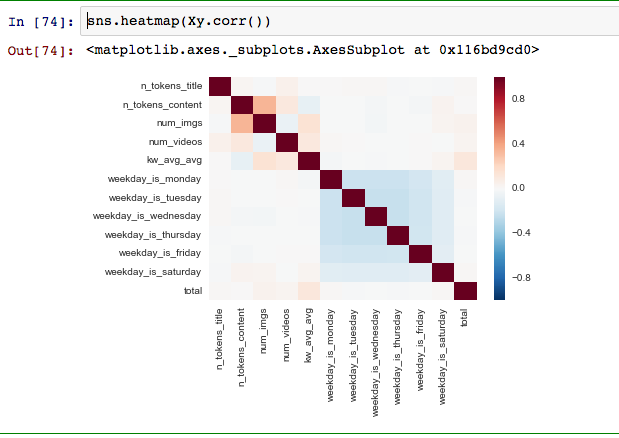 In [74]: sns.heatmap(Xy.corr())
Out[74]: <matplotlib.axes._subplots.AxesSubplot at 0x116bd9cd0>
n_tokens_title
n_tokens_content
num_imgs
num_videos
kw_avg_avg
weekday_is_monday
weekday_is_tuesday
weekday_is_wednesday
weekday_is_thursday
weekday_is_friday
weekday_is_saturday
total
n_tokens_title
n_tokens_content
num_imgs
num_videos
kw_avg_avg
weekday_is_monday
weekday_is_tuesday
weekday_is_wednesday
weekday_is_thursday
weekday_is_friday
weekday_is_saturday
total
0.8
0.4
0.0
−0.4
−0.8